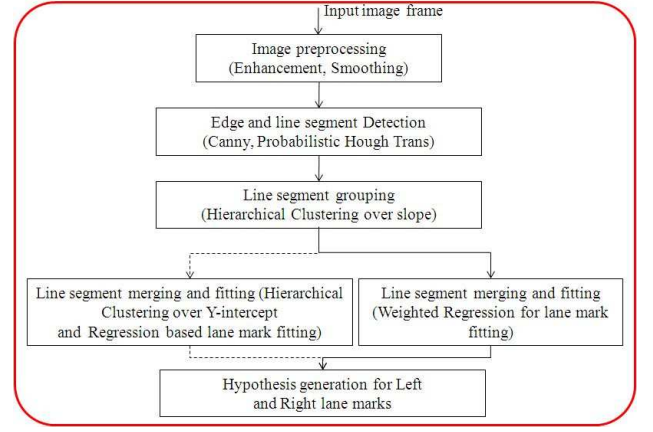 Input image frame
Image preprocessing
(Enhancement, Smoothing)
Edge and line segment Detection
(Canny, Probabilistic Hough Trans)
Line segment grouping
(Hierarchical Clustering over slope)
Line segment merging and fitting (Hierarchical
Clustering over Y-intercept
and Regression based lane mark fitting)
Line segment merging and fitting
(Weighted Regression for lane mark
fitting)
Hypothesis generation for Left
and Right lane marks